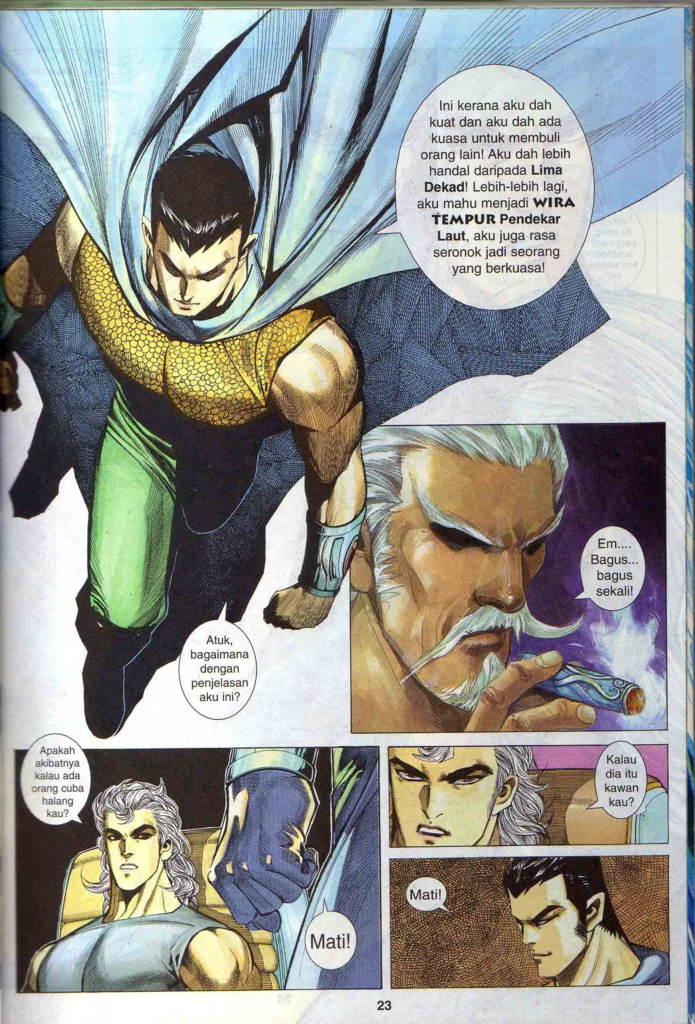 Ini kerana aku dah
kuat dan aku dah ada
kuasa untuk membuli
orang lain! Aku dah lebih
handal daripada Lima
Dekad! Lebih-lebih lagi,
aku mahu menjadi WIRA
TEMPUR Pendekar
Laut, aku juga rasa
seronok jadi seorang
yang berkuasa!
Atuk,
bagaimana
dengan
penjelasan
aku ini?
Em....
Bagus...
bagus
sekali!
Apakah
akibatnya
kalau ada
orang cuba
halang
kau?
Mati!
Kalau
dia itu
kawan
kau?
Mati!
23